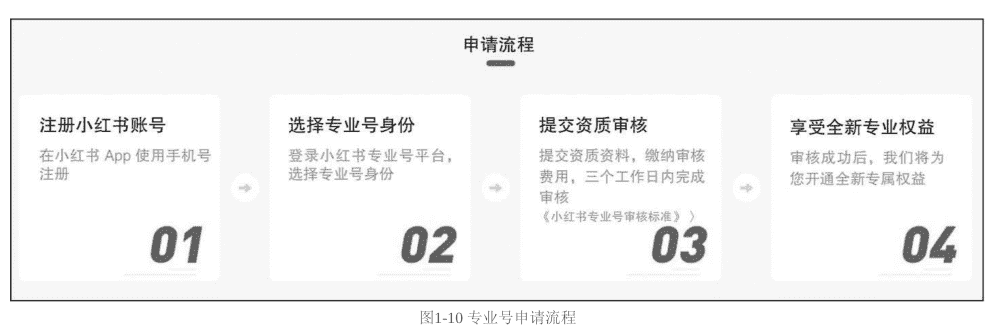 申请流程
注册小红书账号
在小红书 App 使用手机号
注册
01
选择专业号身份
登录小红书专业号平台，
选择专业号身份
02
提交资质审核
提交资质资料，缴纳审核
费用，三个工作日内完成
审核
《小红书专业号审核标准》〉
03
享受全新专业权益
审核成功后，我们将为
您开通全新专属权益
04
图1-10 专业号申请流程